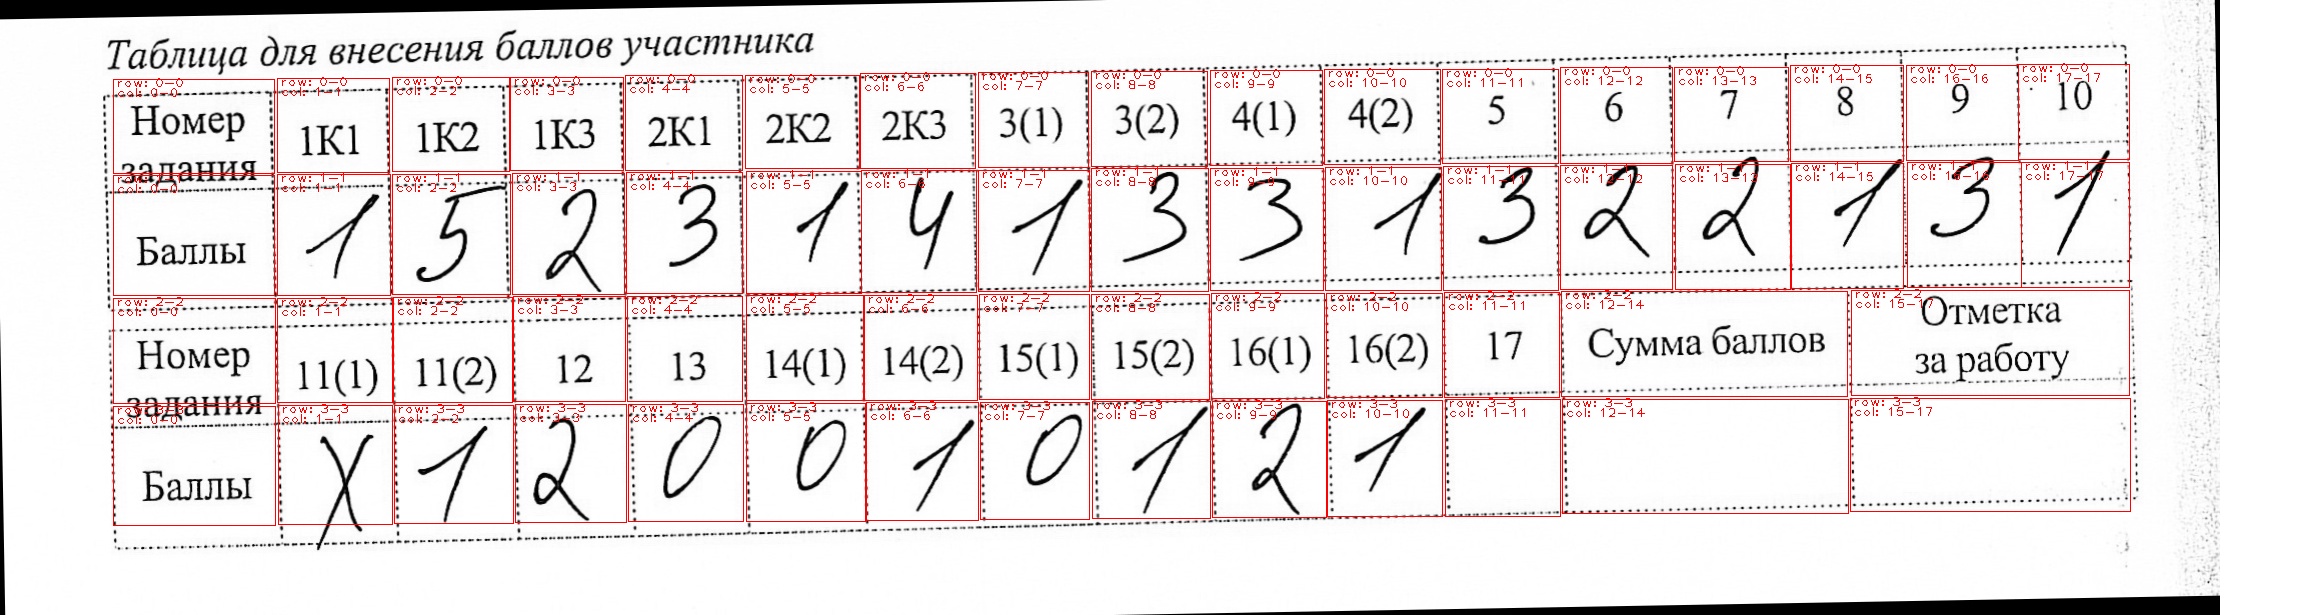 Таблица для внесения баллов участника
Номер задания 1К1 1К2 1К3 2К1 2К2 2К3 3(1) 3(2) 4(1) 4(2) 5 6 7 8 9 10
Баллы 1 5 2 3 1 4 1 3 3 1 3 2 2 1 3 1
Номер задания 11(1) 11(2) 12 13 14(1) 14(2) 15(1) 15(2) 16(1) 16(2) 17 Сумма баллов Отметка за работу
Баллы X 1 2 0 0 1 0 1 2 1